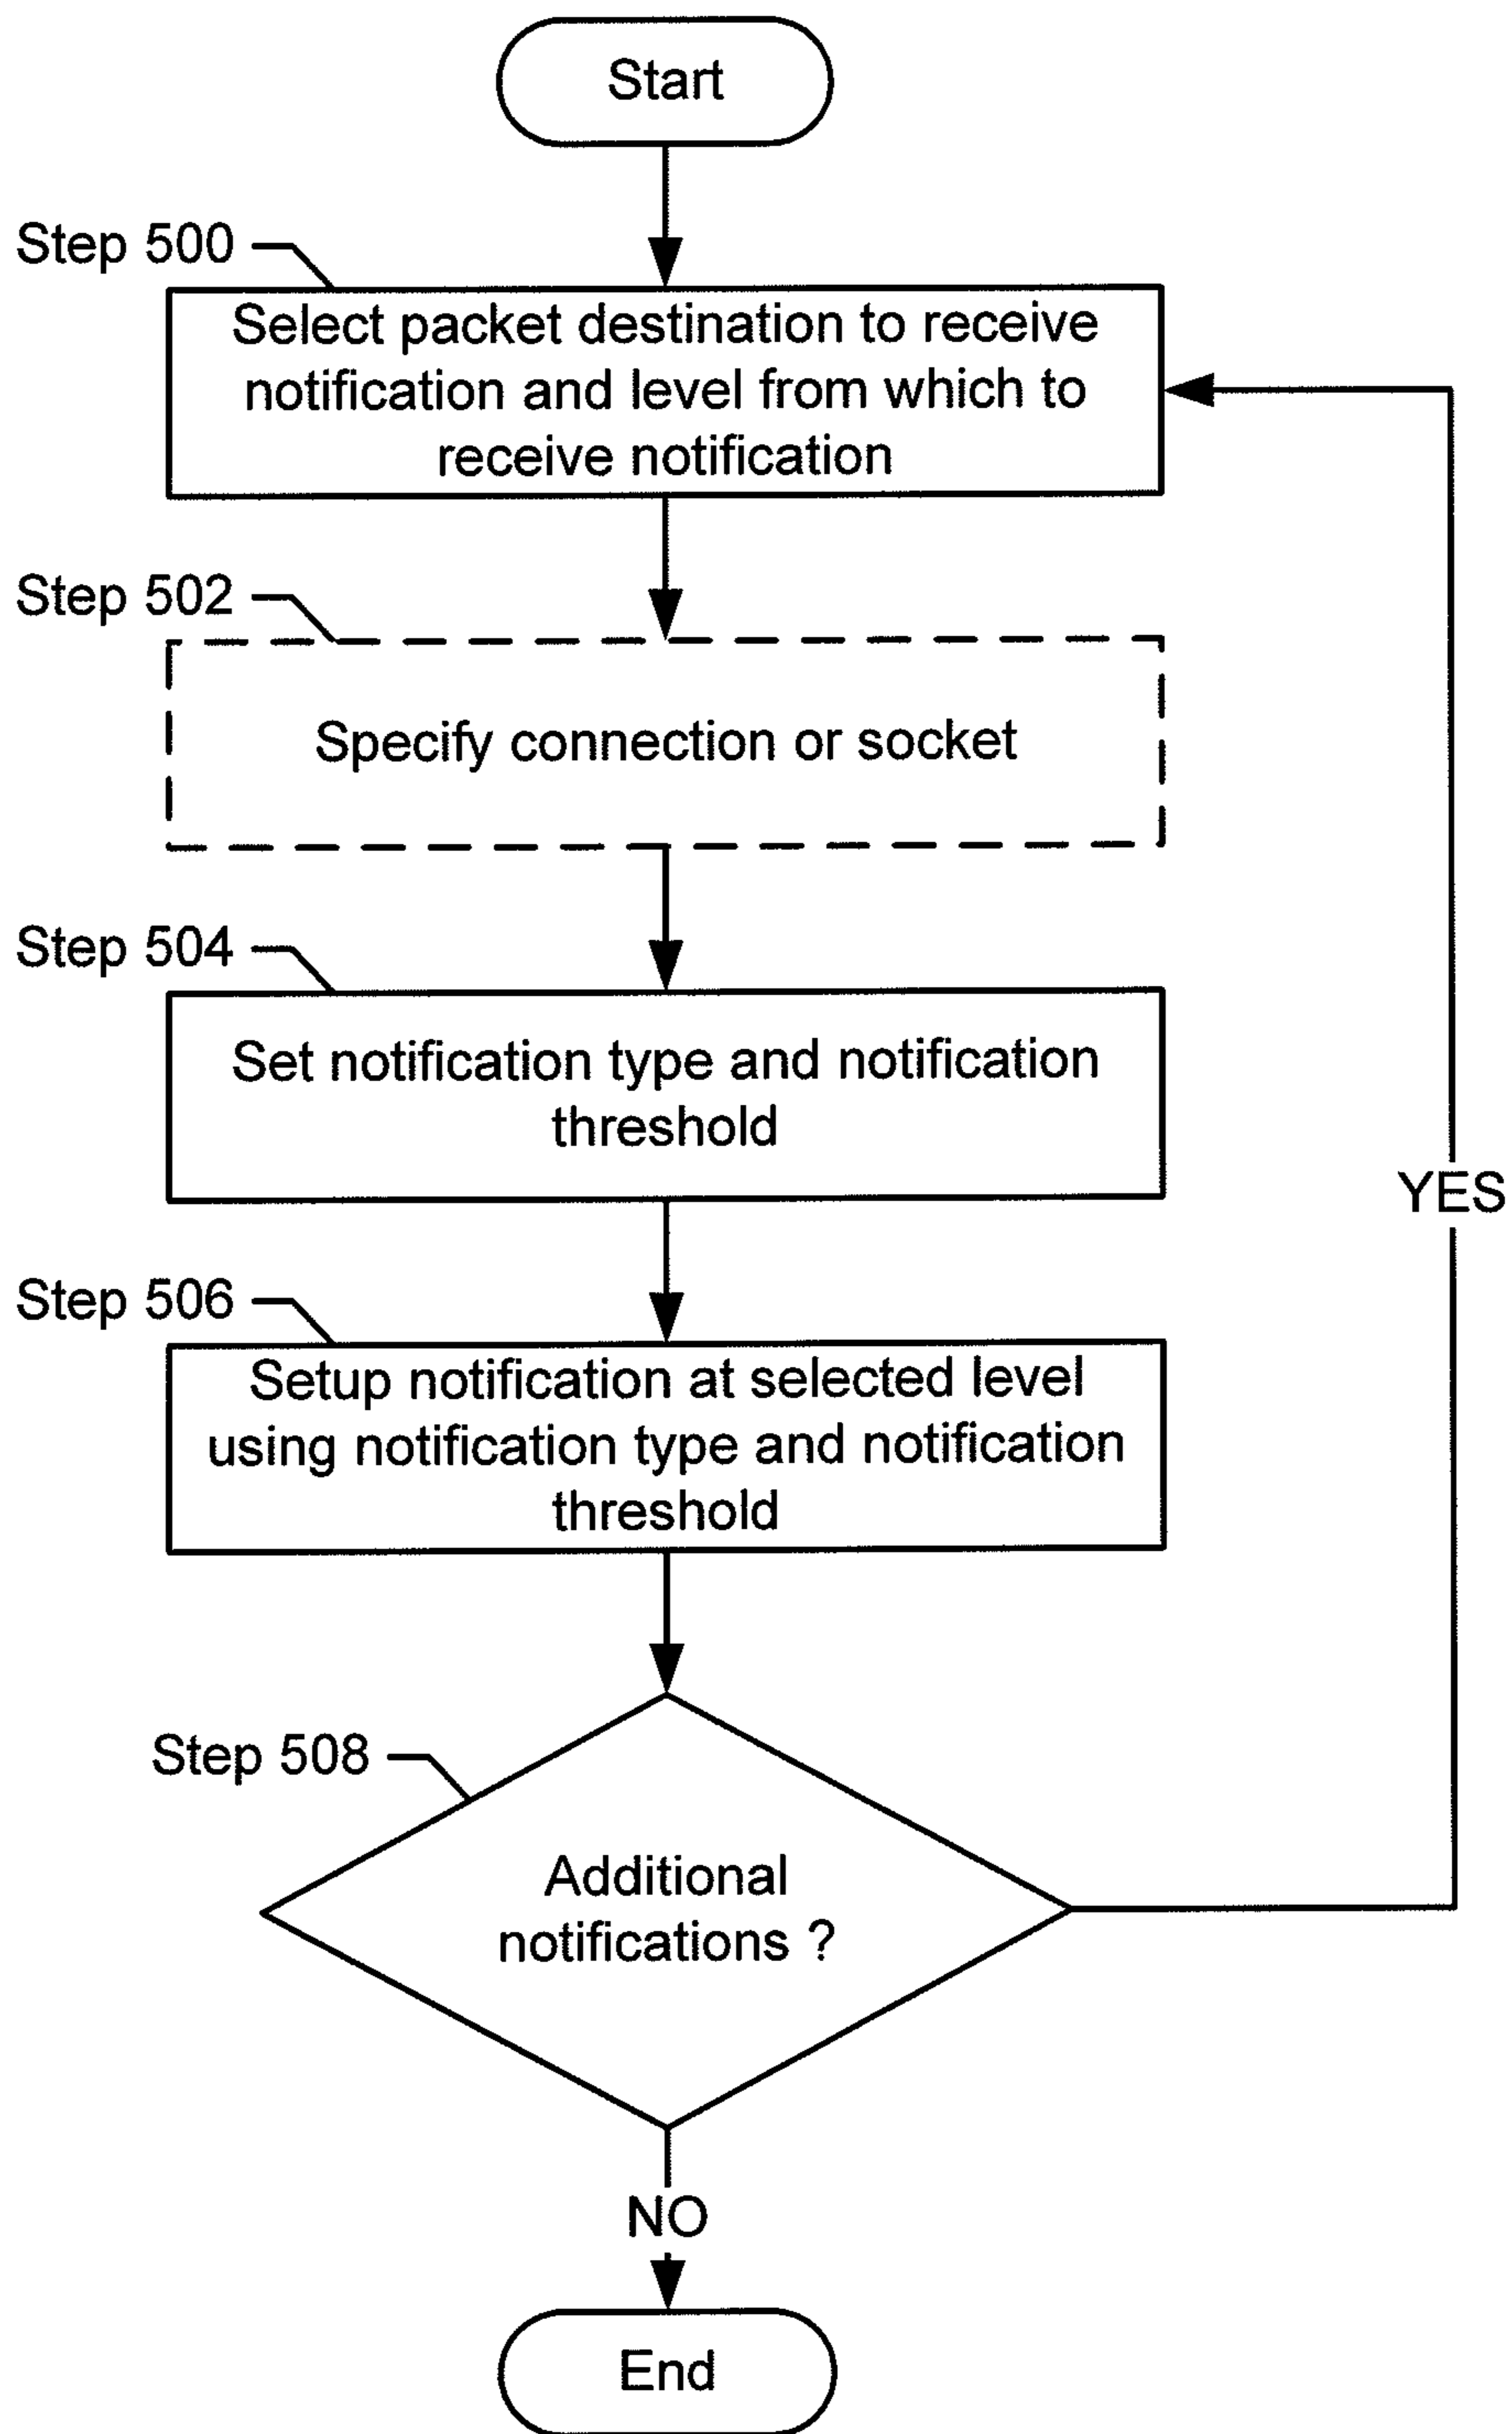 Start
Step 500
Select packet destination to receive
notification and level from which to
receive notification
Step 502
Specify connection or socket
Step 504
Set notification type and notification
threshold
YES
Step 506
Setup notification at selected level
using notification type and notification
threshold
Step 508
Additional
notifications ?
NO
End